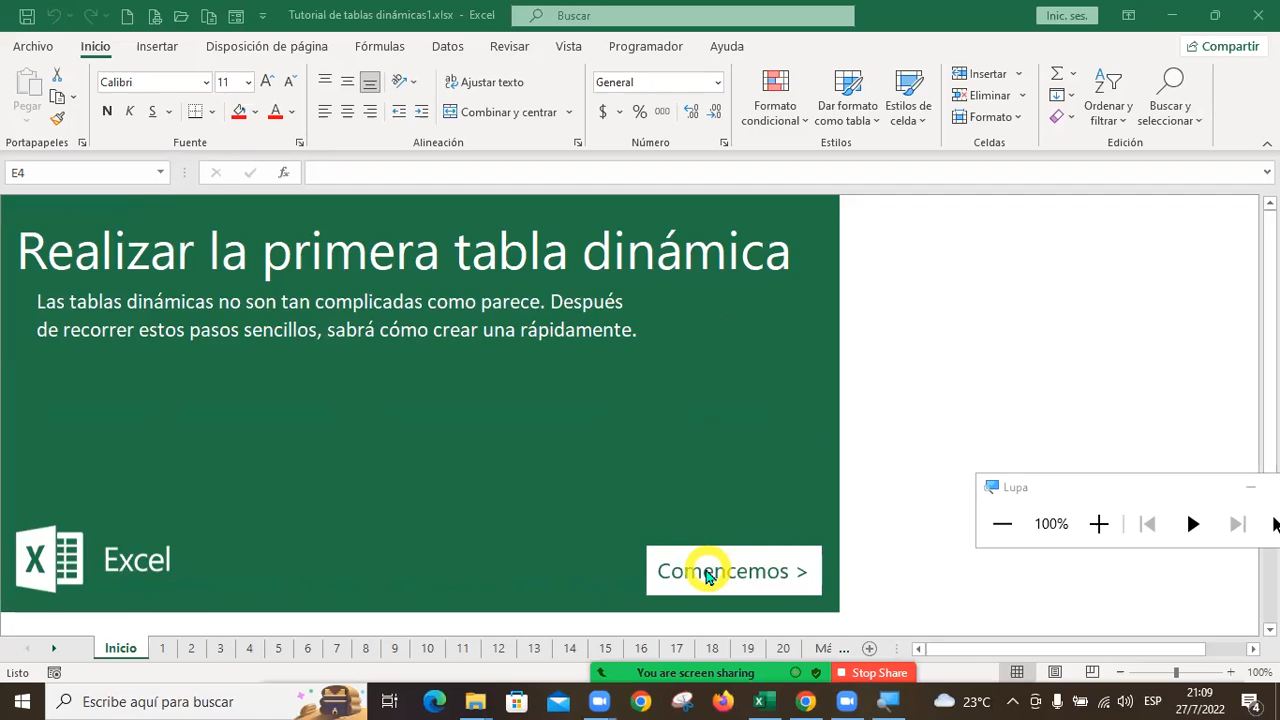 Tutorial de tablas dinámicas1.xlsx - Excel
Buscar
Inic. ses.
Archivo
Inicio
Insertar
Disposición de página
Fórmulas
Datos
Revisar
Vista
Programador
Ayuda
Compartir
Pegar
Calibri
11
N K S
Ajustar texto
Combinar y centrar
General
$ % 000
Formato condicional
Dar formato como tabla
Estilos de celda
Insertar
Eliminar
Formato
Ordenar y filtrar
Buscar y seleccionar
Portapapeles
Fuente
Alineación
Número
Estilos
Celdas
Edición
E4
fx
Realizar la primera tabla dinámica
Las tablas dinámicas no son tan complicadas como parece. Después
de recorrer estos pasos sencillos, sabrá cómo crear una rápidamente.
Lupa
100%
Excel
Comencemos >
Inicio 1 2 3 4 5 6 7 8 9 10 11 12 13 14 15 16 17 18 19 20 Má ...
Listo
You are screen sharing
Stop Share
100%
Escribe aquí para buscar
23°C
ESP
21:09
27/7/2022
4